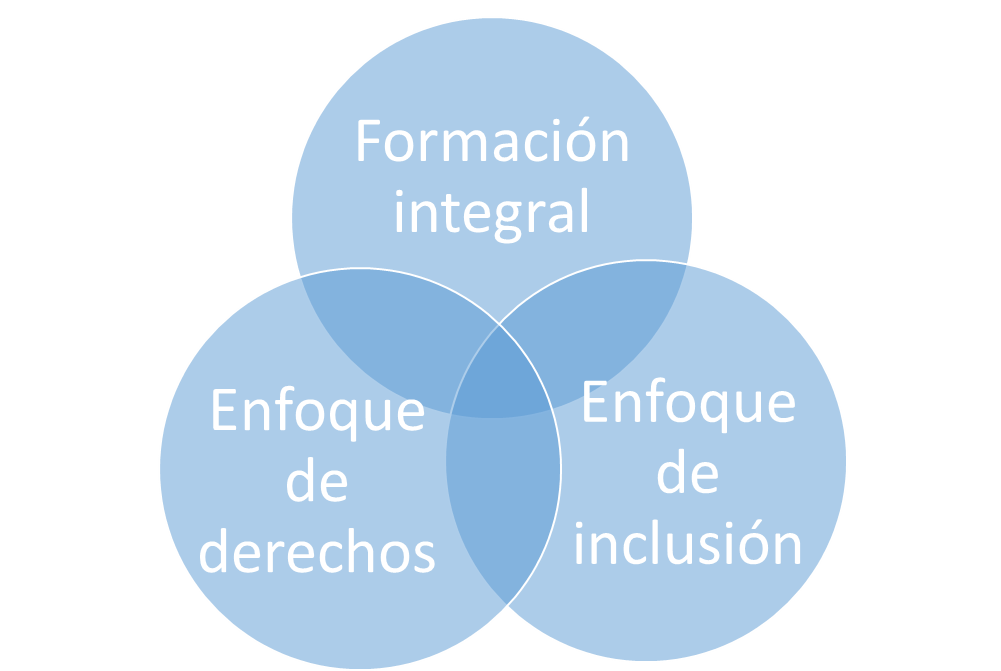 Formación
integral
Enfoque
de
derechos
Enfoque
de
inclusión